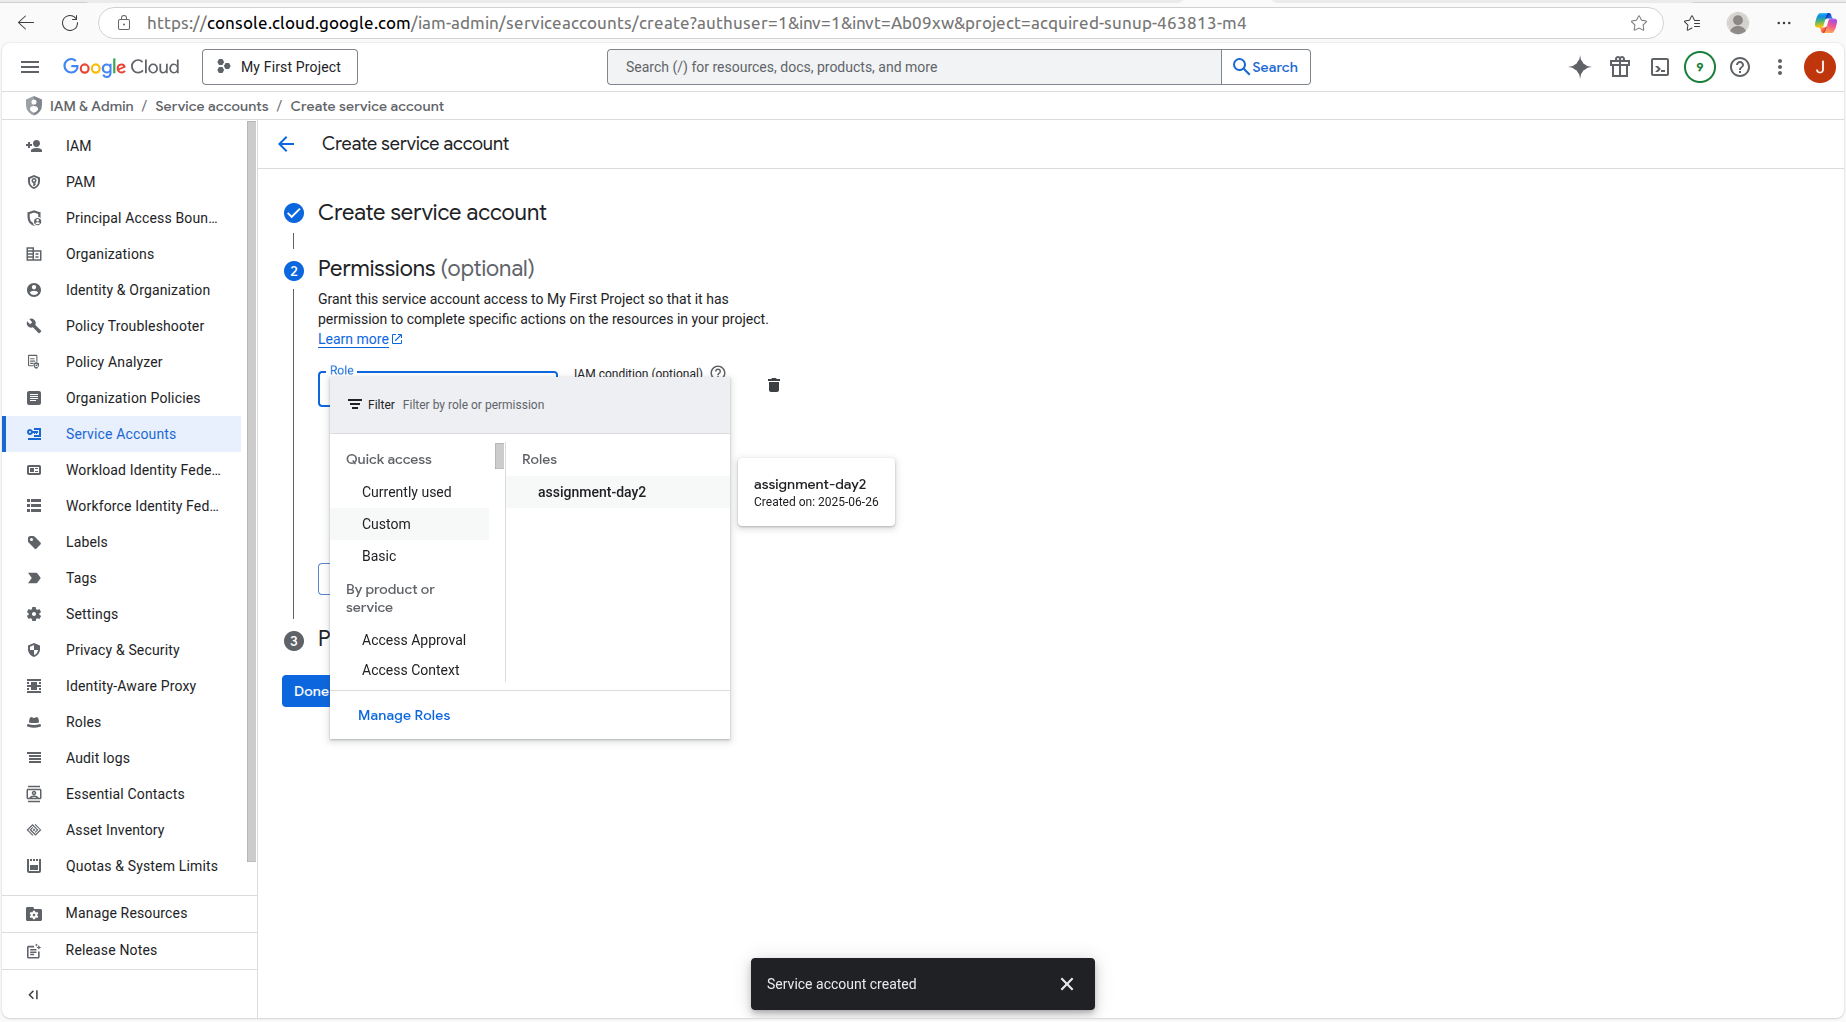 https://console.cloud.google.com/iam-admin/serviceaccounts/create?authuser=1&inv=1&invt=Ab09xw&project=acquired-sunup-463813-m4
Google Cloud
My First Project
Search (/) for resources, docs, products, and more
Search
9
J
IAM & Admin / Service accounts / Create service account
IAM
PAM
Principal Access Boun...
Organizations
Identity & Organization
Policy Troubleshooter
Policy Analyzer
Organization Policies
Service Accounts
Workload Identity Fede...
Workforce Identity Fed...
Labels
Tags
Settings
Privacy & Security
Identity-Aware Proxy
Roles
Audit logs
Essential Contacts
Asset Inventory
Quotas & System Limits
Manage Resources
Release Notes
Create service account
Create service account
2
Permissions (optional)
Grant this service account access to My First Project so that it has
permission to complete specific actions on the resources in your project.
Learn more
Role
IAM condition (optional)
Filter Filter by role or permission
Quick access
Currently used
Custom
Basic
By product or
service
Access Approval
Access Context
Roles
assignment-day2
assignment-day2
Created on: 2025-06-26
Manage Roles
3
P
Done
Service account created